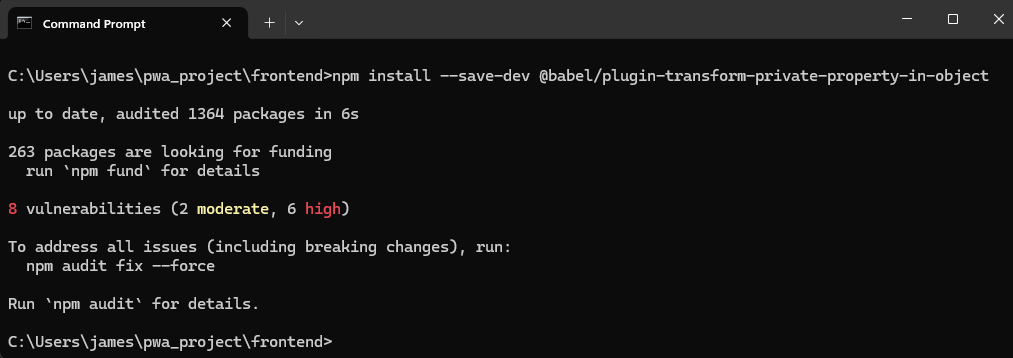 Command Prompt
C:\Users\james\pwa_project\frontend>npm install --save-dev @babel/plugin-transform-private-property-in-object
up to date, audited 1364 packages in 6s
263 packages are looking for funding
  run `npm fund` for details
8 vulnerabilities (2 moderate, 6 high)
To address all issues (including breaking changes), run:
  npm audit fix --force
Run `npm audit` for details.
C:\Users\james\pwa_project\frontend>